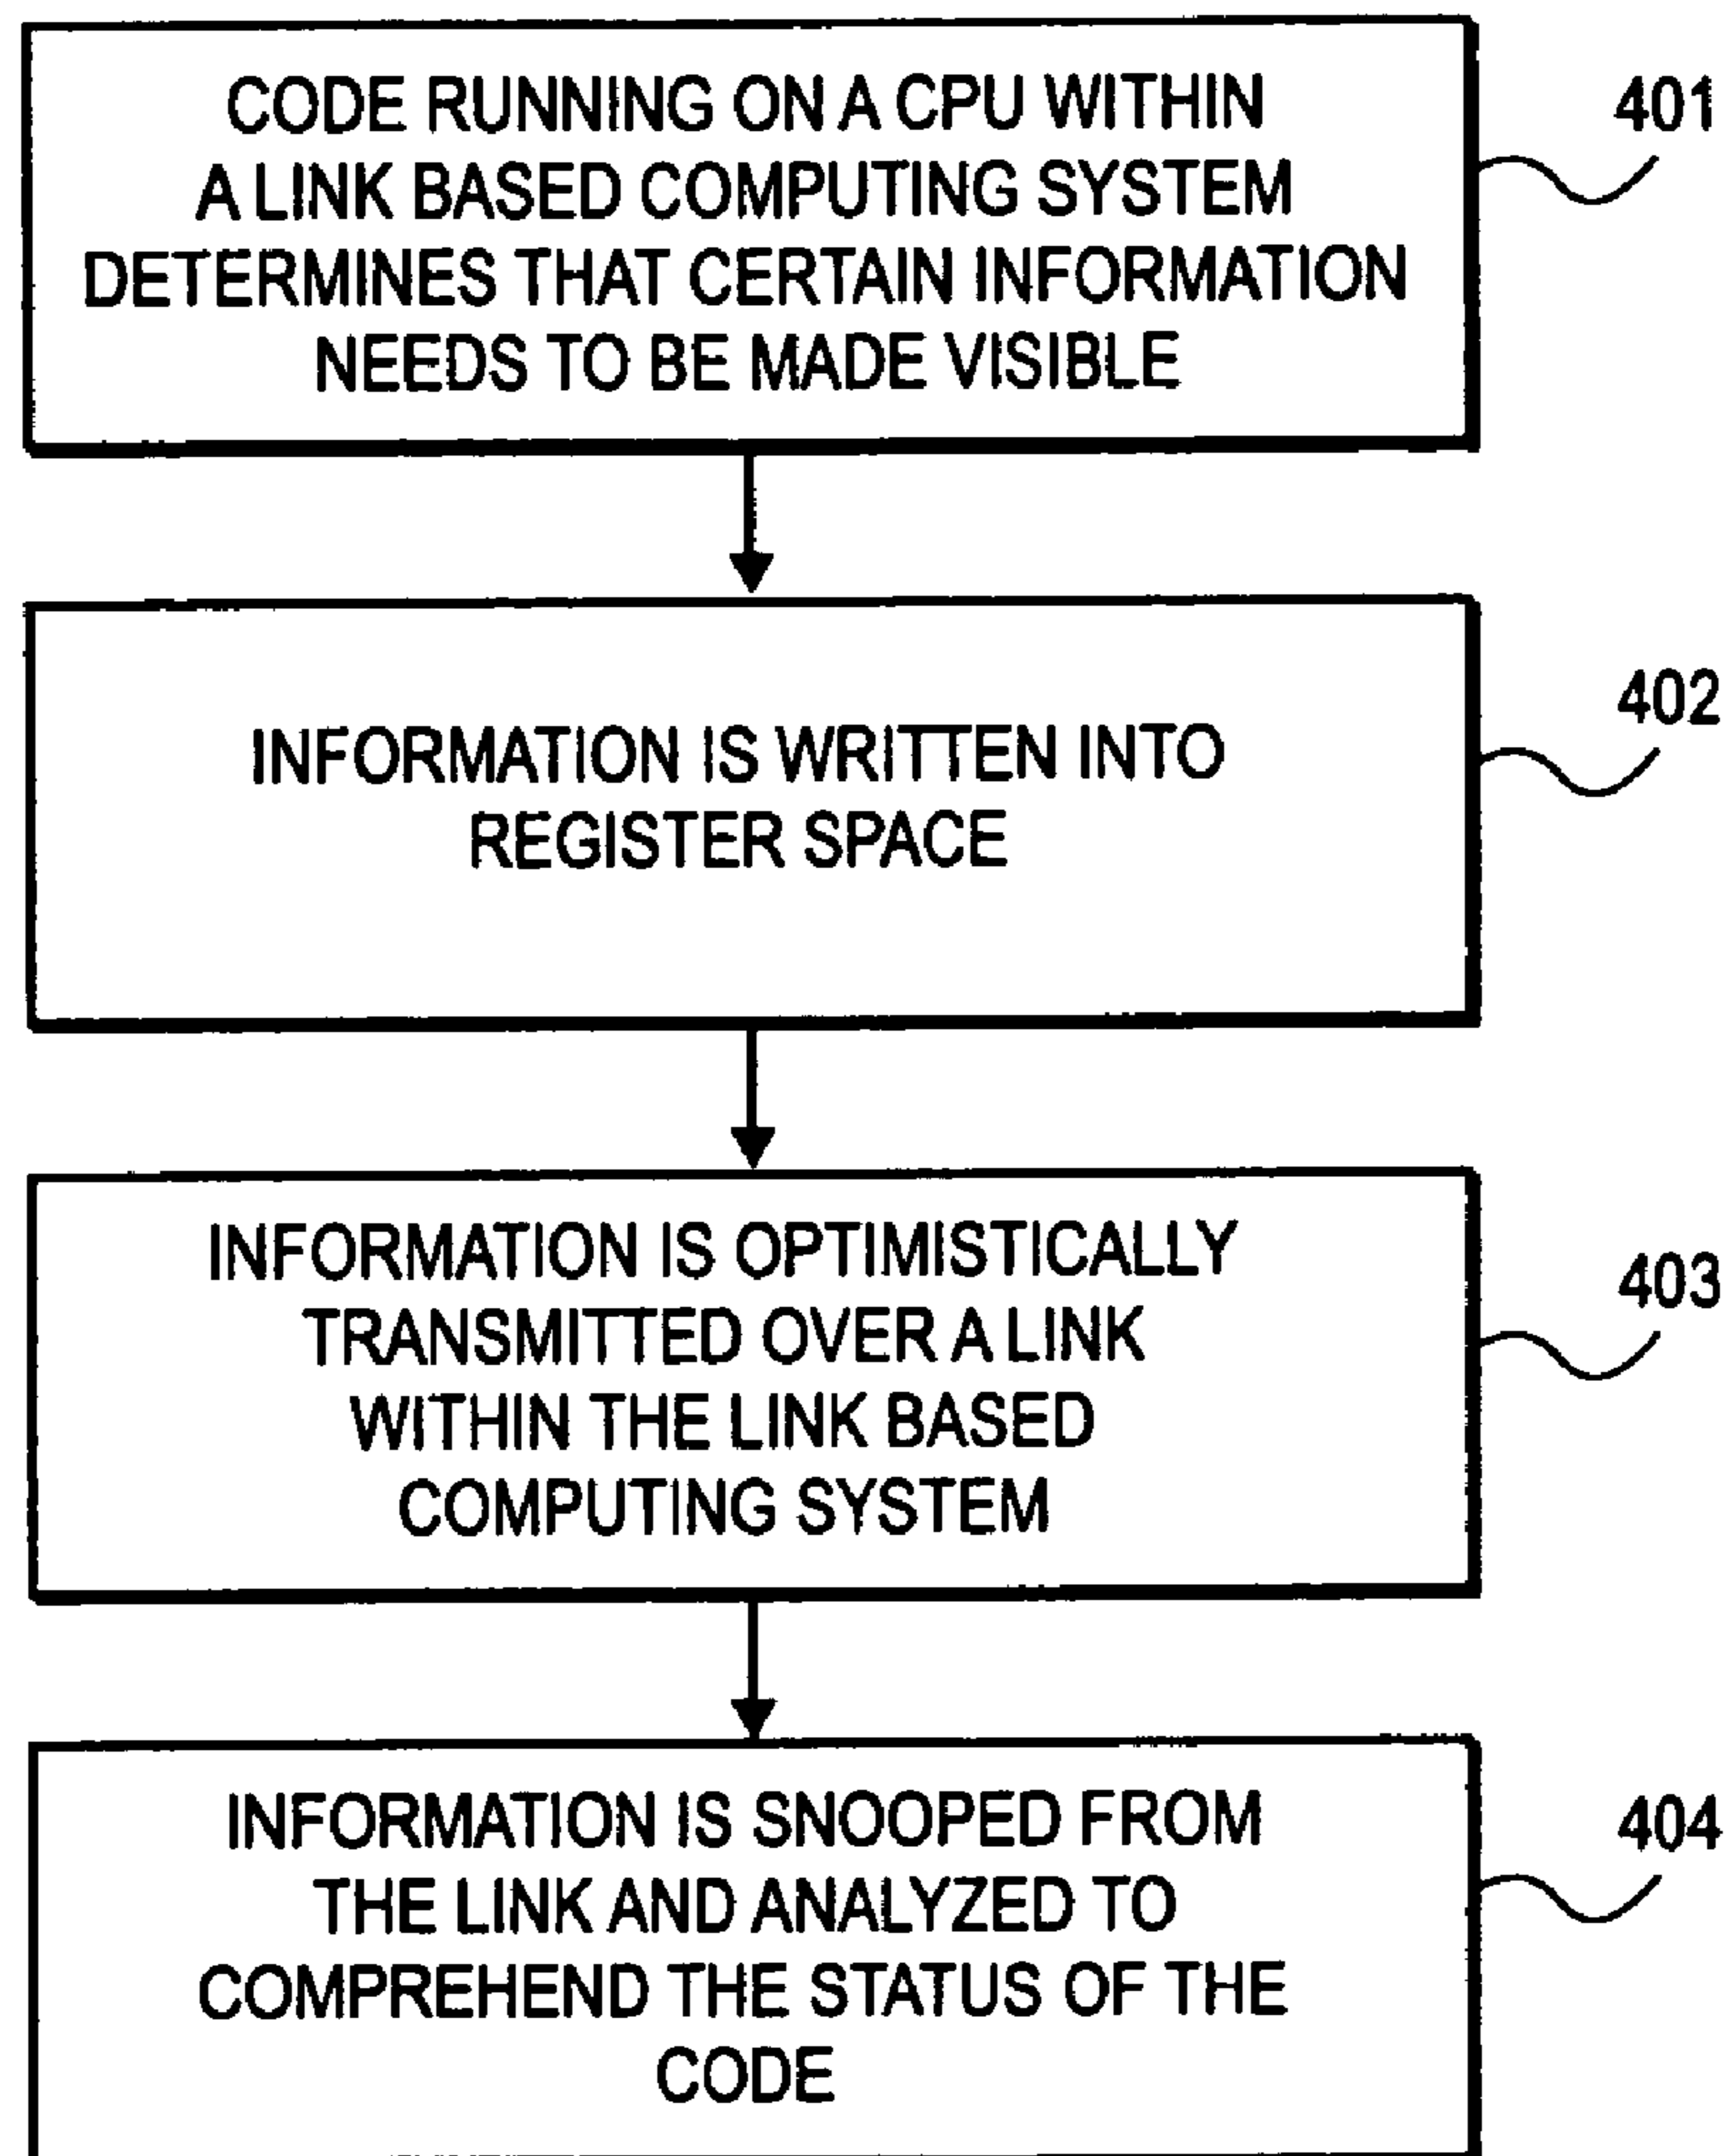 CODE RUNNING ON A CPU WITHIN
A LINK BASED COMPUTING SYSTEM
DETERMINES THAT CERTAIN INFORMATION
NEEDS TO BE MADE VISIBLE
401
INFORMATION IS WRITTEN INTO
REGISTER SPACE
402
INFORMATION IS OPTIMISTICALLY
TRANSMITTED OVER A LINK
WITHIN THE LINK BASED
COMPUTING SYSTEM
403
INFORMATION IS SNOOPED FROM
THE LINK AND ANALYZED TO
COMPREHEND THE STATUS OF THE
CODE
404